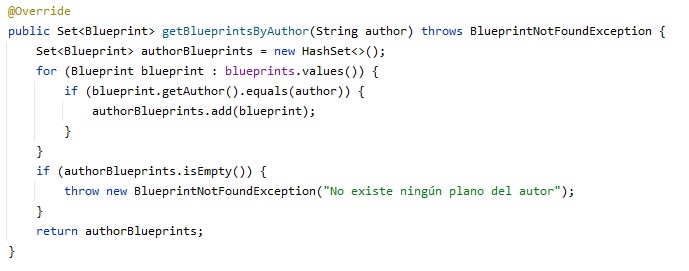 @Override
public Set<Blueprint> getBlueprintsByAuthor(String author) throws BlueprintNotFoundException {
    Set<Blueprint> authorBlueprints = new HashSet<>();
    for (Blueprint blueprint : blueprints.values()) {
        if (blueprint.getAuthor().equals(author)) {
            authorBlueprints.add(blueprint);
        }
    }
    if (authorBlueprints.isEmpty()) {
        throw new BlueprintNotFoundException("No existe ningún plano del autor");
    }
    return authorBlueprints;
}